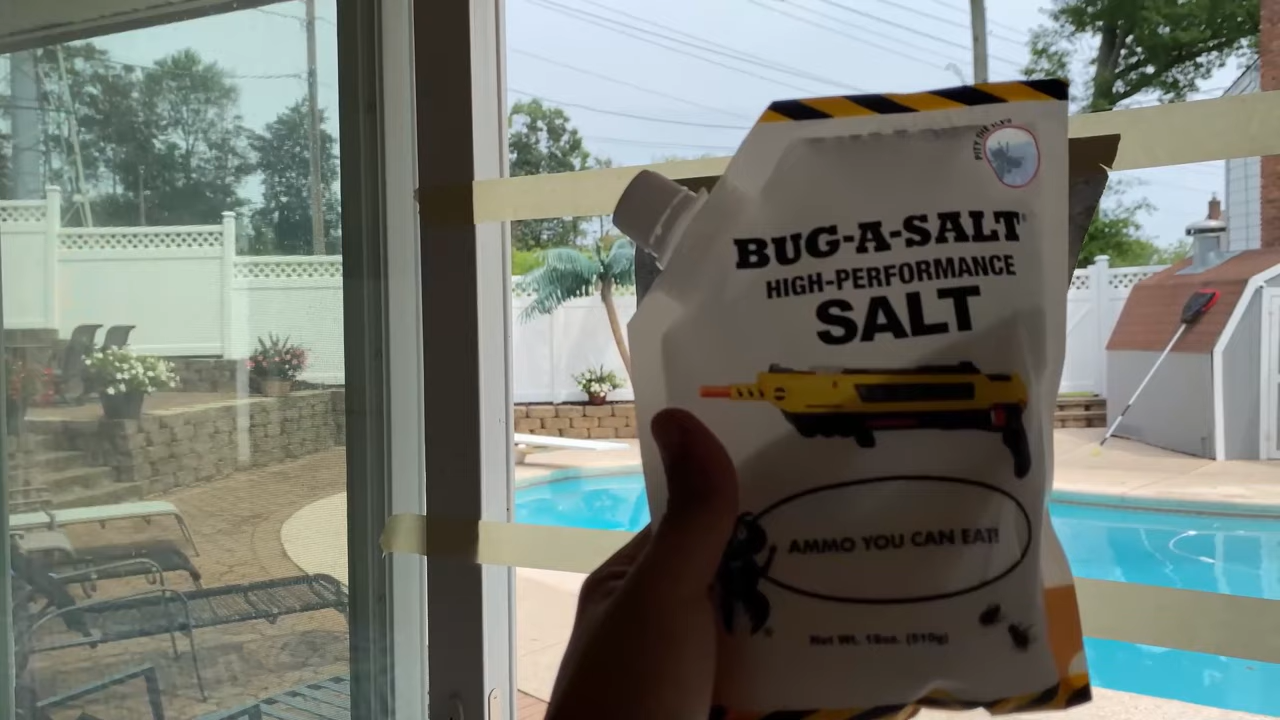 PITY THE FLY!
BUG-A-SALT®
HIGH-PERFORMANCE
SALT
AMMO YOU CAN EAT!
Net Wt. 18oz. (510g)